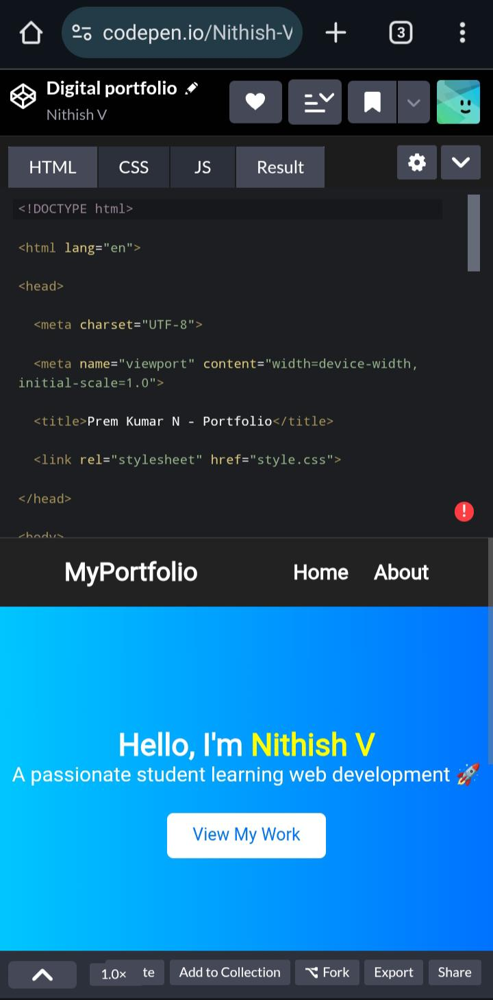 codepen.io/Nithish-V
3
Digital portfolio
Nithish V
HTML CSS JS Result
<!DOCTYPE html>
<html lang="en">
<head>
<meta charset="UTF-8">
<meta name="viewport" content="width=device-width,
initial-scale=1.0">
<title>Prem Kumar N - Portfolio</title>
<link rel="stylesheet" href="style.css">
</head>
<body>
!
MyPortfolio Home About
Hello, I'm Nithish V
A passionate student learning web development 🚀
View My Work
1.0× te Add to Collection Fork Export Share